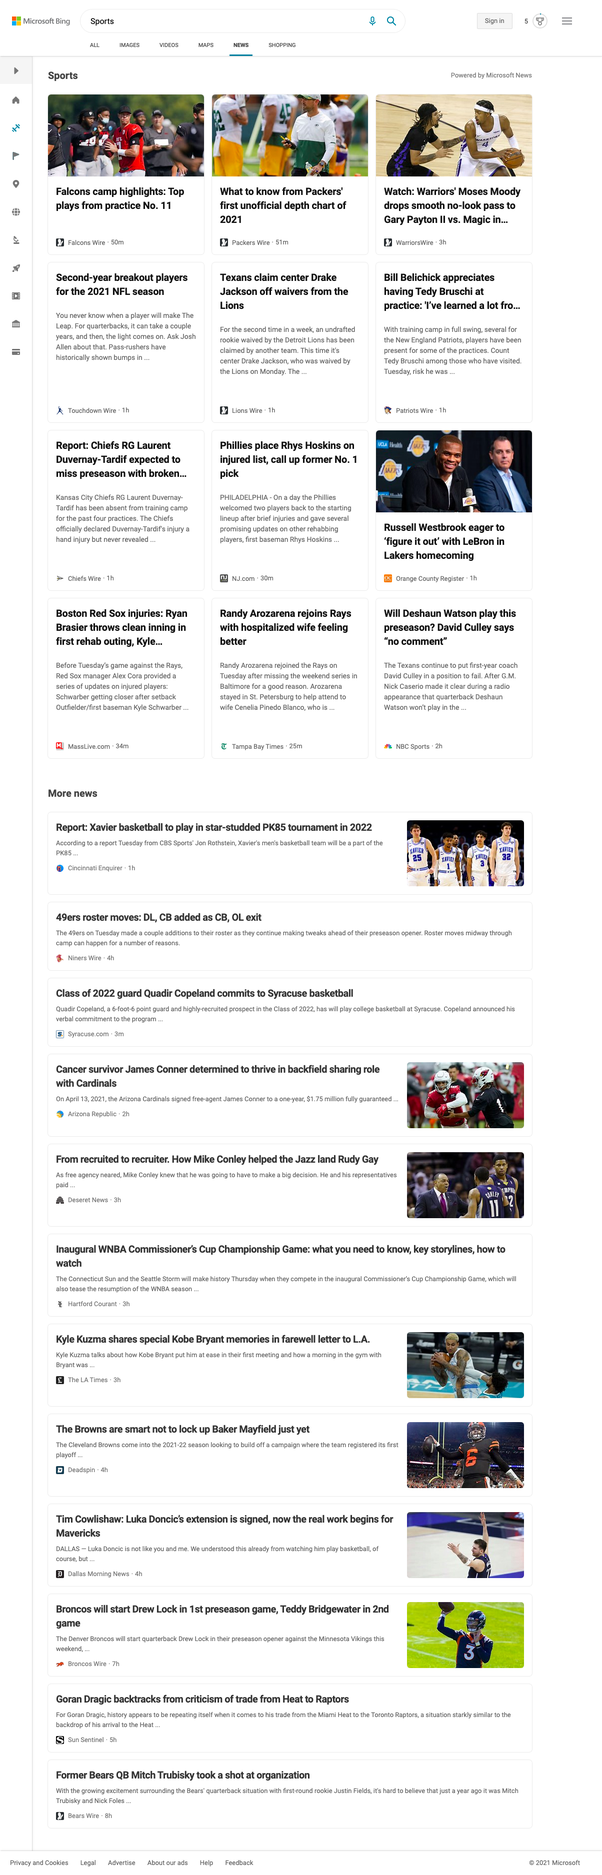 Microsoft Bing
Sports
Sign in
5
ALL
IMAGES
VIDEOS
MAPS
NEWS
SHOPPING
Sports
Powered by Microsoft News
Falcons camp highlights: Top
plays from practice No. 11
Falcons Wire · 50m
What to know from Packers'
first unofficial depth chart of
2021
Packers Wire · 51m
Watch: Warriors' Moses Moody
drops smooth no-look pass to
Gary Payton II vs. Magic in...
WarriorsWire · 3h
Second-year breakout players
for the 2021 NFL season
You never know when a player will make The
Leap. For quarterbacks, it can take a couple
years, and then, the light comes on. Ask Josh
Allen about that. Pass-rushers have
historically shown bumps in ...
Touchdown Wire · 1h
Texans claim center Drake
Jackson off waivers from the
Lions
For the second time in a week, an undrafted
rookie waived by the Detroit Lions has been
claimed by another team. This time it's
center Drake Jackson, who was waived by
the Lions on Monday. The ...
Lions Wire · 1h
Bill Belichick appreciates
having Tedy Bruschi at
practice: 'I've learned a lot fro...
With training camp in full swing, several for
the New England Patriots, players have been
present for some of the practices. Count
Tedy Bruschi among those who have visited.
Tuesday, risk he was ...
Patriots Wire · 1h
Report: Chiefs RG Laurent
Duvernay-Tardif expected to
miss preseason with broken...
Kansas City Chiefs RG Laurent Duvernay-
Tardif has been absent from training camp
for the past four practices. The Chiefs
officially declared Duvernay-Tardif's injury a
hand injury but never revealed ...
Chiefs Wire · 1h
Phillies place Rhys Hoskins on
injured list, call up former No. 1
pick
PHILADELPHIA - On a day the Phillies
welcomed two players back to the starting
lineup after brief injuries and gave several
promising updates on other rehabbing
players, first baseman Rhys Hoskins ...
NJ.com · 30m
Russell Westbrook eager to
'figure it out' with LeBron in
Lakers homecoming
Orange County Register · 1h
Boston Red Sox injuries: Ryan
Brasier throws clean inning in
first rehab outing, Kyle...
Before Tuesday's game against the Rays,
Red Sox manager Alex Cora provided a
series of updates on injured players:
Schwarber getting closer after setback
Outfielder/first baseman Kyle Schwarber ...
MassLive.com · 34m
Randy Arozarena rejoins Rays
with hospitalized wife feeling
better
Randy Arozarena rejoined the Rays on
Tuesday after missing the weekend series in
Baltimore for a good reason. Arozarena
stayed in St. Petersburg to help attend to
wife Cenelia Pinedo Blanco, who is ...
Tampa Bay Times · 25m
Will Deshaun Watson play this
preseason? David Culley says
“no comment”
The Texans continue to put first-year coach
David Culley in a position to fail. After G.M.
Nick Caserio made it clear during a radio
appearance that quarterback Deshaun
Watson won't play in the ...
NBC Sports · 2h
More news
Report: Xavier basketball to play in star-studded PK85 tournament in 2022
According to a report Tuesday from CBS Sports' Jon Rothstein, Xavier's men's basketball team will be a part of the
PK85 ...
Cincinnati Enquirer · 1h
49ers roster moves: DL, CB added as CB, OL exit
The 49ers on Tuesday made a couple additions to their roster as they continue making tweaks ahead of their preseason opener. Roster moves midway through
camp can happen for a number of reasons.
Niners Wire · 4h
Class of 2022 guard Quadir Copeland commits to Syracuse basketball
Quadir Copeland, a 6-foot-6 point guard and highly-recruited prospect in the Class of 2022, has will play college basketball at Syracuse. Copeland announced his
verbal commitment to the program ...
Syracuse.com · 3m
Cancer survivor James Conner determined to thrive in backfield sharing role
with Cardinals
On April 13, 2021, the Arizona Cardinals signed free-agent James Conner to a one-year, $1.75 million fully guaranteed ...
Arizona Republic · 2h
From recruited to recruiter. How Mike Conley helped the Jazz land Rudy Gay
As free agency neared, Mike Conley knew that he was going to have to make a big decision. He and his representatives
paid ...
Deseret News · 3h
Inaugural WNBA Commissioner's Cup Championship Game: what you need to know, key storylines, how to
watch
The Connecticut Sun and the Seattle Storm will make history Thursday when they compete in the inaugural Commissioner's Cup Championship Game, which will
also tease the resumption of the WNBA season ...
Hartford Courant · 3h
Kyle Kuzma shares special Kobe Bryant memories in farewell letter to L.A.
Kyle Kuzma talks about how Kobe Bryant put him at ease in their first meeting and how a morning in the gym with
Bryant was ...
The LA Times · 3h
The Browns are smart not to lock up Baker Mayfield just yet
The Cleveland Browns come into the 2021-22 season looking to build off a campaign where the team registered its first
playoff ...
Deadspin · 4h
Tim Cowlishaw: Luka Doncic's extension is signed, now the real work begins for
Mavericks
DALLAS — Luka Doncic is not like you and me. We understood this already from watching him play basketball, of
course, but ...
Dallas Morning News · 4h
Broncos will start Drew Lock in 1st preseason game, Teddy Bridgewater in 2nd
game
The Denver Broncos will start quarterback Drew Lock in their preseason opener against the Minnesota Vikings this
weekend, ...
Broncos Wire · 7h
Goran Dragic backtracks from criticism of trade from Heat to Raptors
For Goran Dragic, history appears to be repeating itself when it comes to his trade from the Miami Heat to the Toronto Raptors, a situation starkly similar to the
backdrop of his arrival to the Heat ...
Sun Sentinel · 5h
Former Bears QB Mitch Trubisky took a shot at organization
With the growing excitement surrounding the Bears' quarterback situation with first-round rookie Justin Fields, it's hard to believe that just a year ago it was Mitch
Trubisky and Nick Foles ...
Bears Wire · 8h
Privacy and Cookies
Legal
Advertise
About our ads
Help
Feedback
© 2021 Microsoft